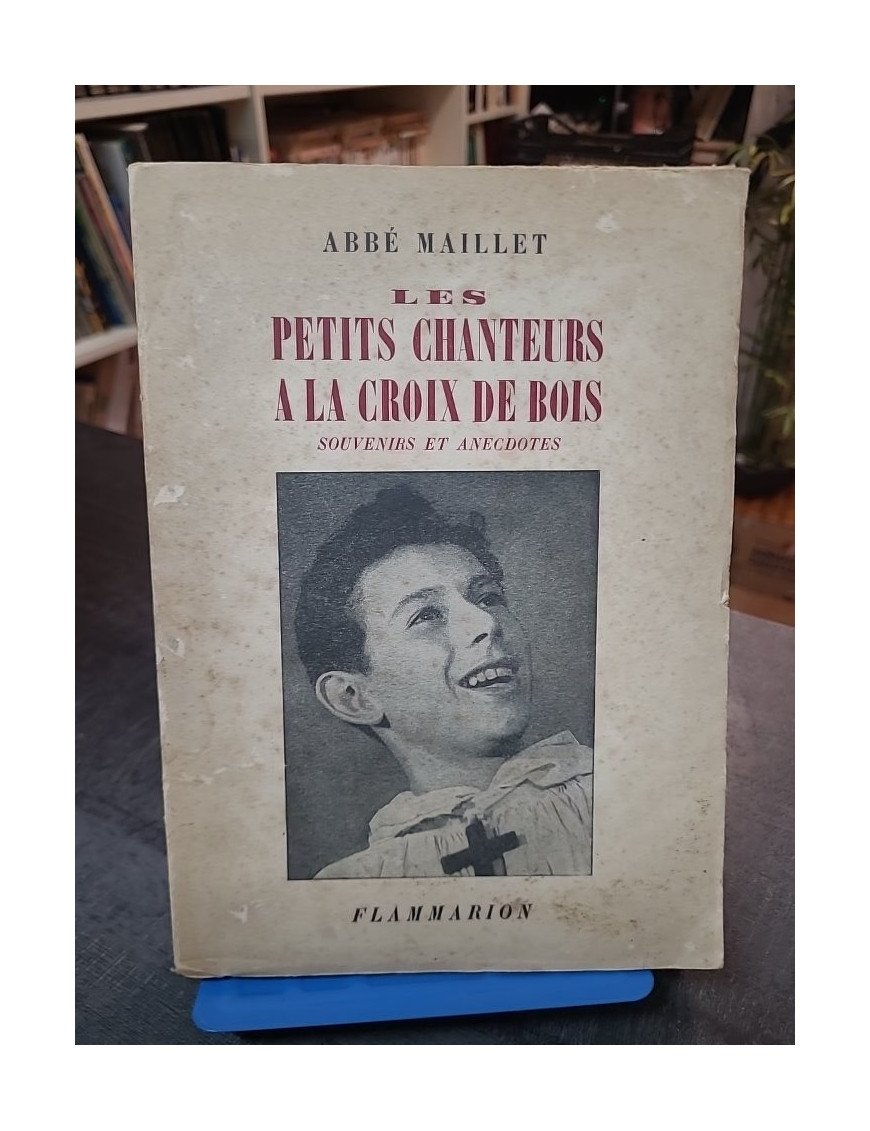 ABBÉ MAILLET
LES
PETITS CHANTEURS
A LA CROIX DE BOIS
SOUVENIRS ET ANECDOTES
FLAMMARION